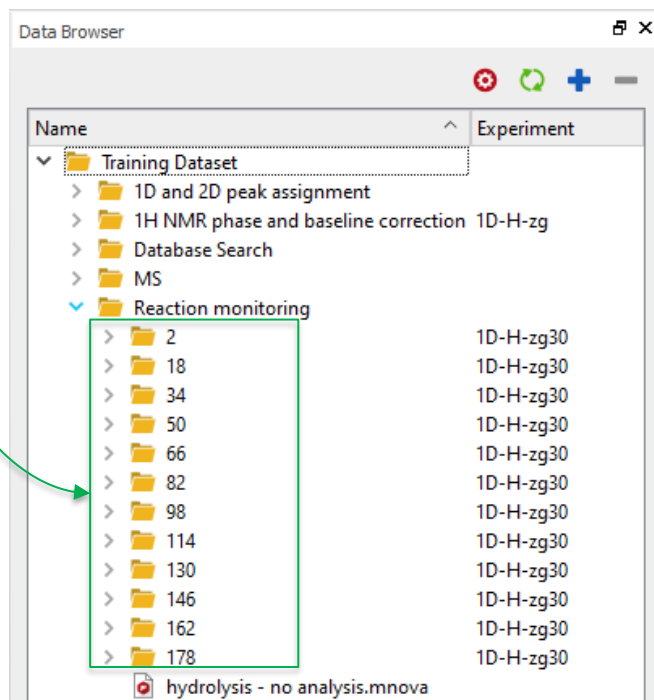 Data Browser
Name Experiment
Training Dataset
1D and 2D peak assignment
1H NMR phase and baseline correction 1D-H-zg
Database Search
MS
Reaction monitoring
2 1D-H-zg30
18 1D-H-zg30
34 1D-H-zg30
50 1D-H-zg30
66 1D-H-zg30
82 1D-H-zg30
98 1D-H-zg30
114 1D-H-zg30
130 1D-H-zg30
146 1D-H-zg30
162 1D-H-zg30
178 1D-H-zg30
hydrolysis - no analysis.mnova